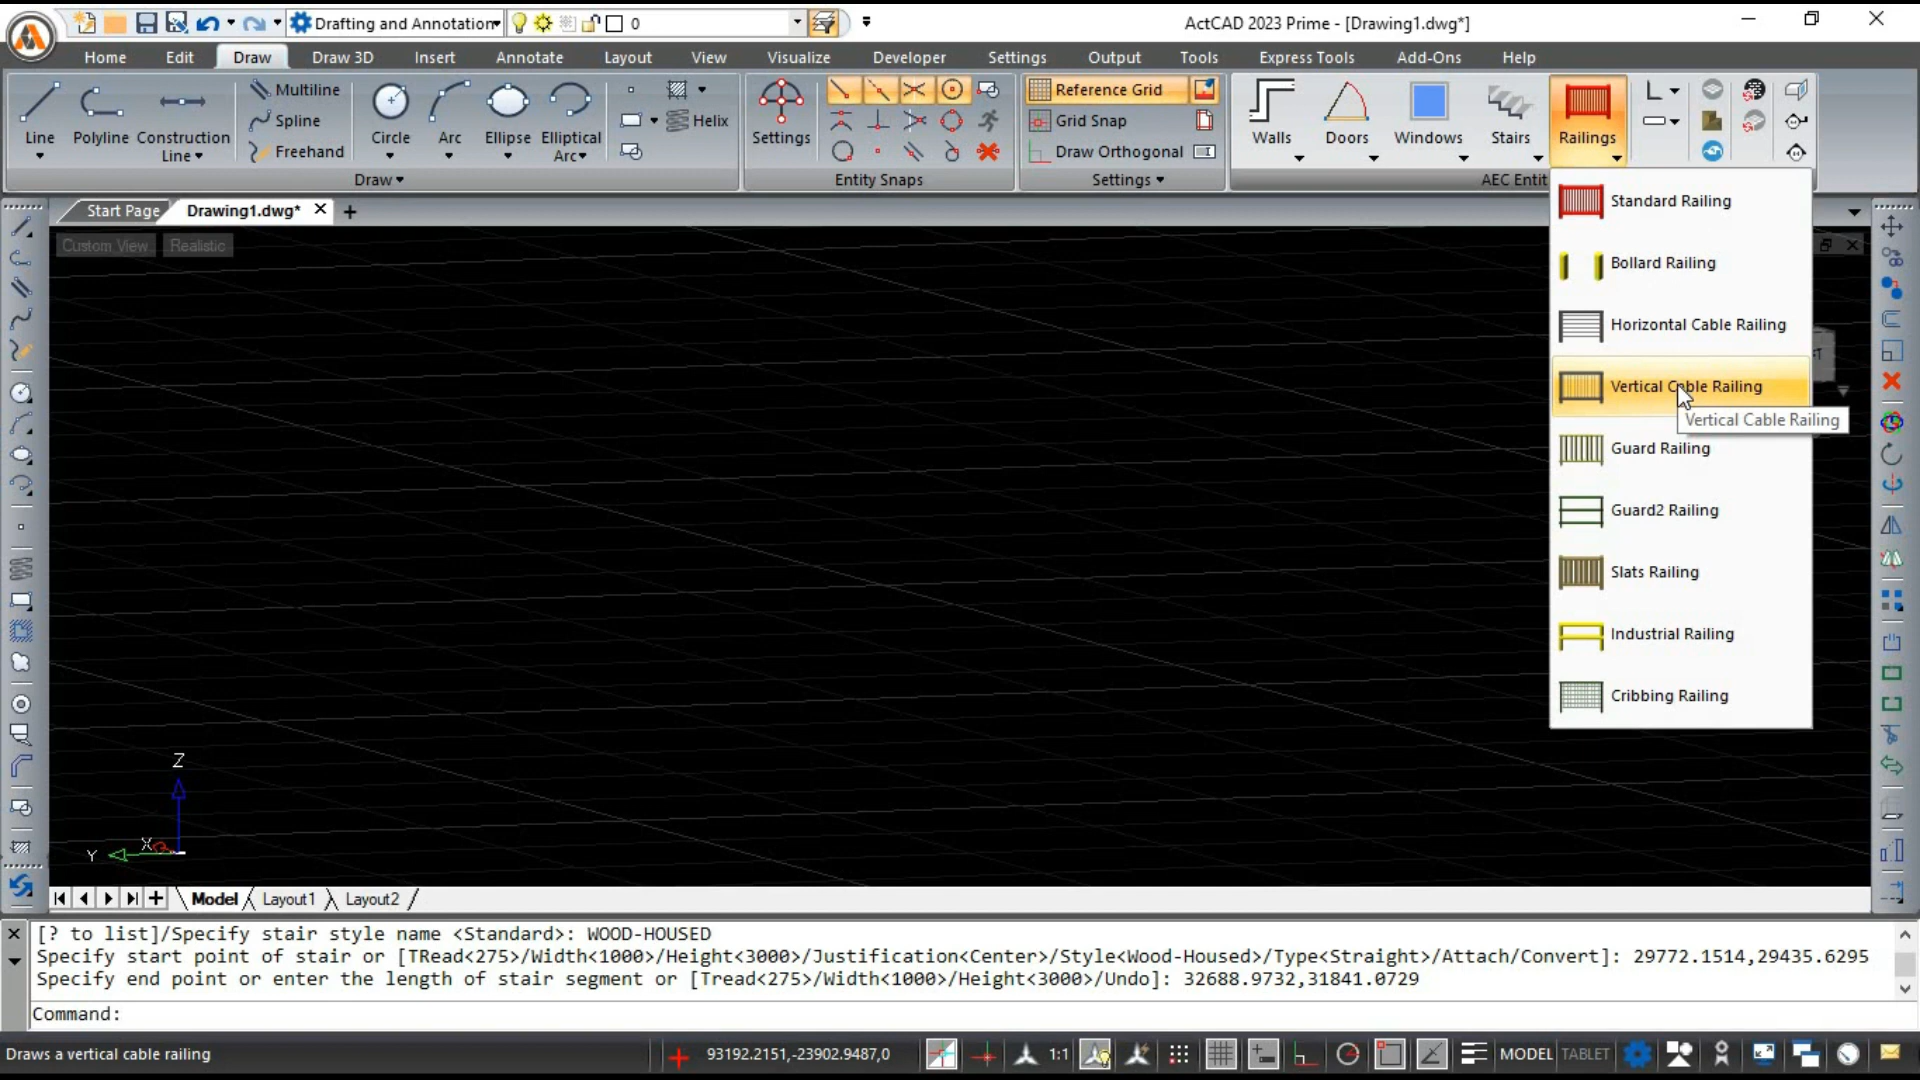 Drafting and Annotation
0
ActCAD 2023 Prime - [Drawing1.dwg*]
Home Edit Draw Draw 3D Insert Annotate Layout View Visualize Developer Settings Output Tools Express Tools Add-Ons Help
Line
Polyline
Construction
Line
Multiline
Spline
Freehand
Circle
Arc
Ellipse
Elliptical
Arc
Helix
Draw
Settings
Entity Snaps
Reference Grid
Grid Snap
Draw Orthogonal
Settings
Walls
Doors
Windows
Stairs
Railings
AEC Entit
Start Page
Drawing1.dwg*
Custom View
Realistic
Standard Railing
Bollard Railing
Horizontal Cable Railing
Vertical Cable Railing
Vertical Cable Railing
Guard Railing
Guard2 Railing
Slats Railing
Industrial Railing
Cribbing Railing
Z
X
Y
Model Layout1 Layout2
[? to list]/Specify stair style name <Standard>: WOOD-HOUSED
Specify start point of stair or [TRead<275>/Width<1000>/Height<3000>/Justification<Center>/Style<Wood-Housed>/Type<Straight>/Attach/Convert]: 29772.1514,29435.6295
Specify end point or enter the length of stair segment or [Tread<275>/Width<1000>/Height<3000>/Undo]: 32688.9732,31841.0729
Command:
Draws a vertical cable railing
93192.2151,-23902.9487,0
1:1
MODEL TABLET